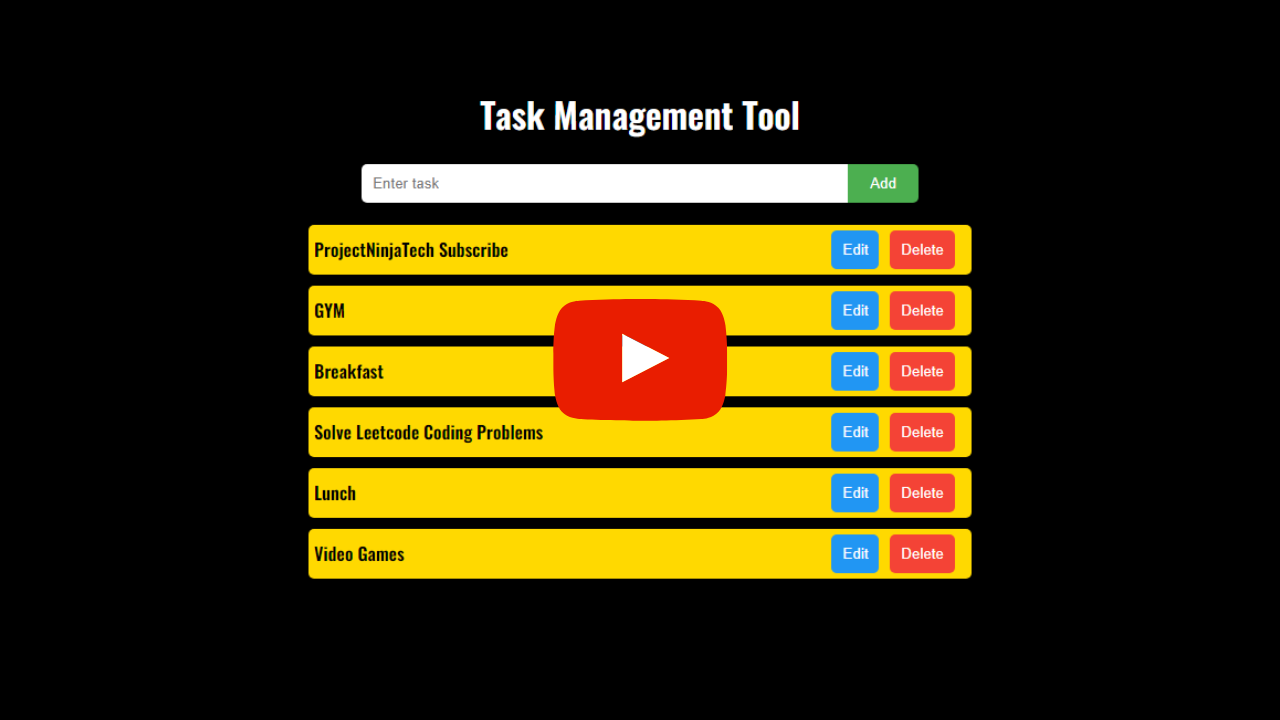 Task Management Tool
Enter task Add
ProjectNinjaTech Subscribe Edit Delete
GYM Edit Delete
Breakfast Edit Delete
Solve Leetcode Coding Problems Edit Delete
Lunch Edit Delete
Video Games Edit Delete